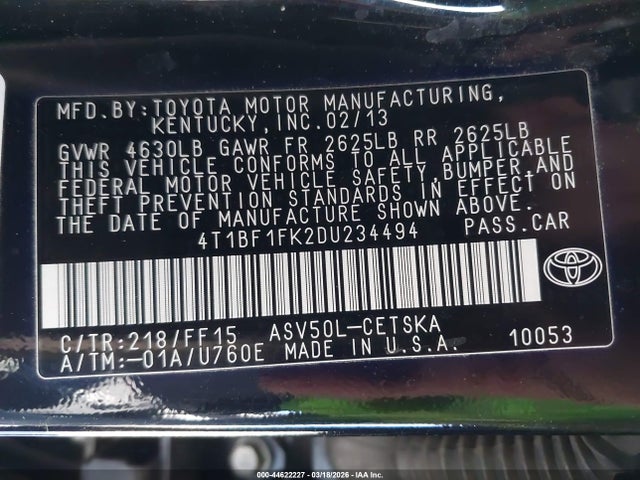 MFD.BY:TOYOTA MOTOR MANUFACTURING,
KENTUCKY,INC.02/13
GVWR 4630LB GAWR FR 2625LB RR 2625LB
THIS VEHICLE CONFORMS TO ALL APPLICABLE
FEDERAL MOTOR VEHICLE SAFETY,BUMPER,AND
THEFT PREVENTION STANDARDS IN EFFECT ON
THE DATE OF MANUFACTURE SHOWN ABOVE.
4T1BF1FK2DU234494 PASS.CAR
C/TR:218/FF15 ASV50L-CETSKA
A/TM:-01A/U760E MADE IN U.S.A. 10053
000-44622227 - 03/18/2026 - IAA Inc.